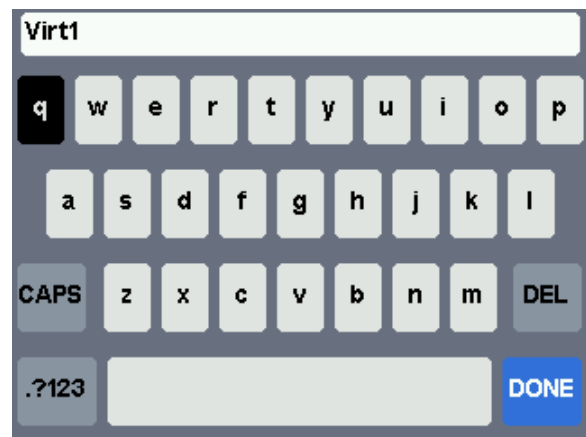 Virt1
q w e r t y u i o p
a s d f g h j k l
CAPS z x c v b n m DEL
.?123 DONE